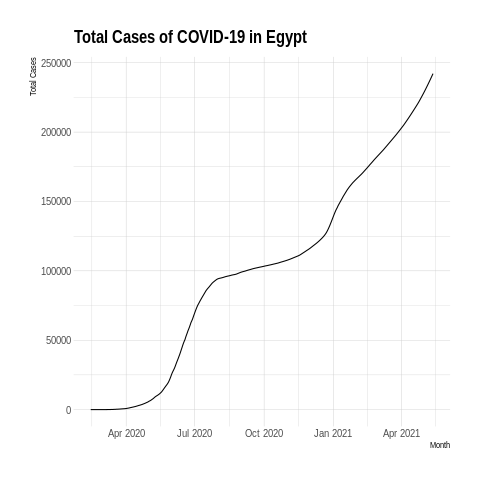 Total Cases of COVID-19 in Egypt
Total Cases
250000
200000
150000
100000
50000
0
Apr 2020 Jul 2020 Oct 2020 Jan 2021 Apr 2021
Month